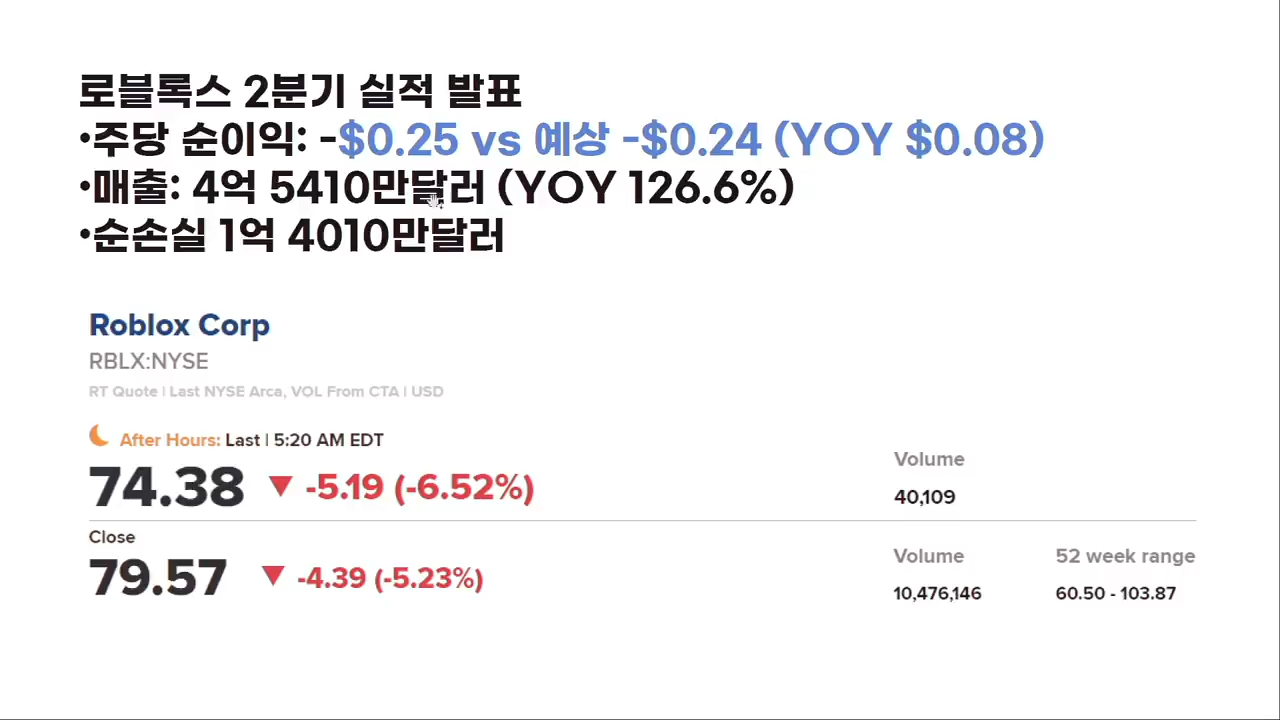 로블록스 2분기 실적 발표
•주당 순이익: -$0.25 vs 예상 -$0.24 (YOY $0.08)
•매출: 4억 5410만달러 (YOY 126.6%)
•순손실 1억 4010만달러
Roblox Corp
RBLX:NYSE
RT Quote | Last NYSE Arca, VOL From CTA | USD
After Hours: Last | 5:20 AM EDT
74.38 ▼ -5.19 (-6.52%)
Volume
40,109
Close
79.57 ▼ -4.39 (-5.23%)
Volume 52 week range
10,476,146 60.50 - 103.87